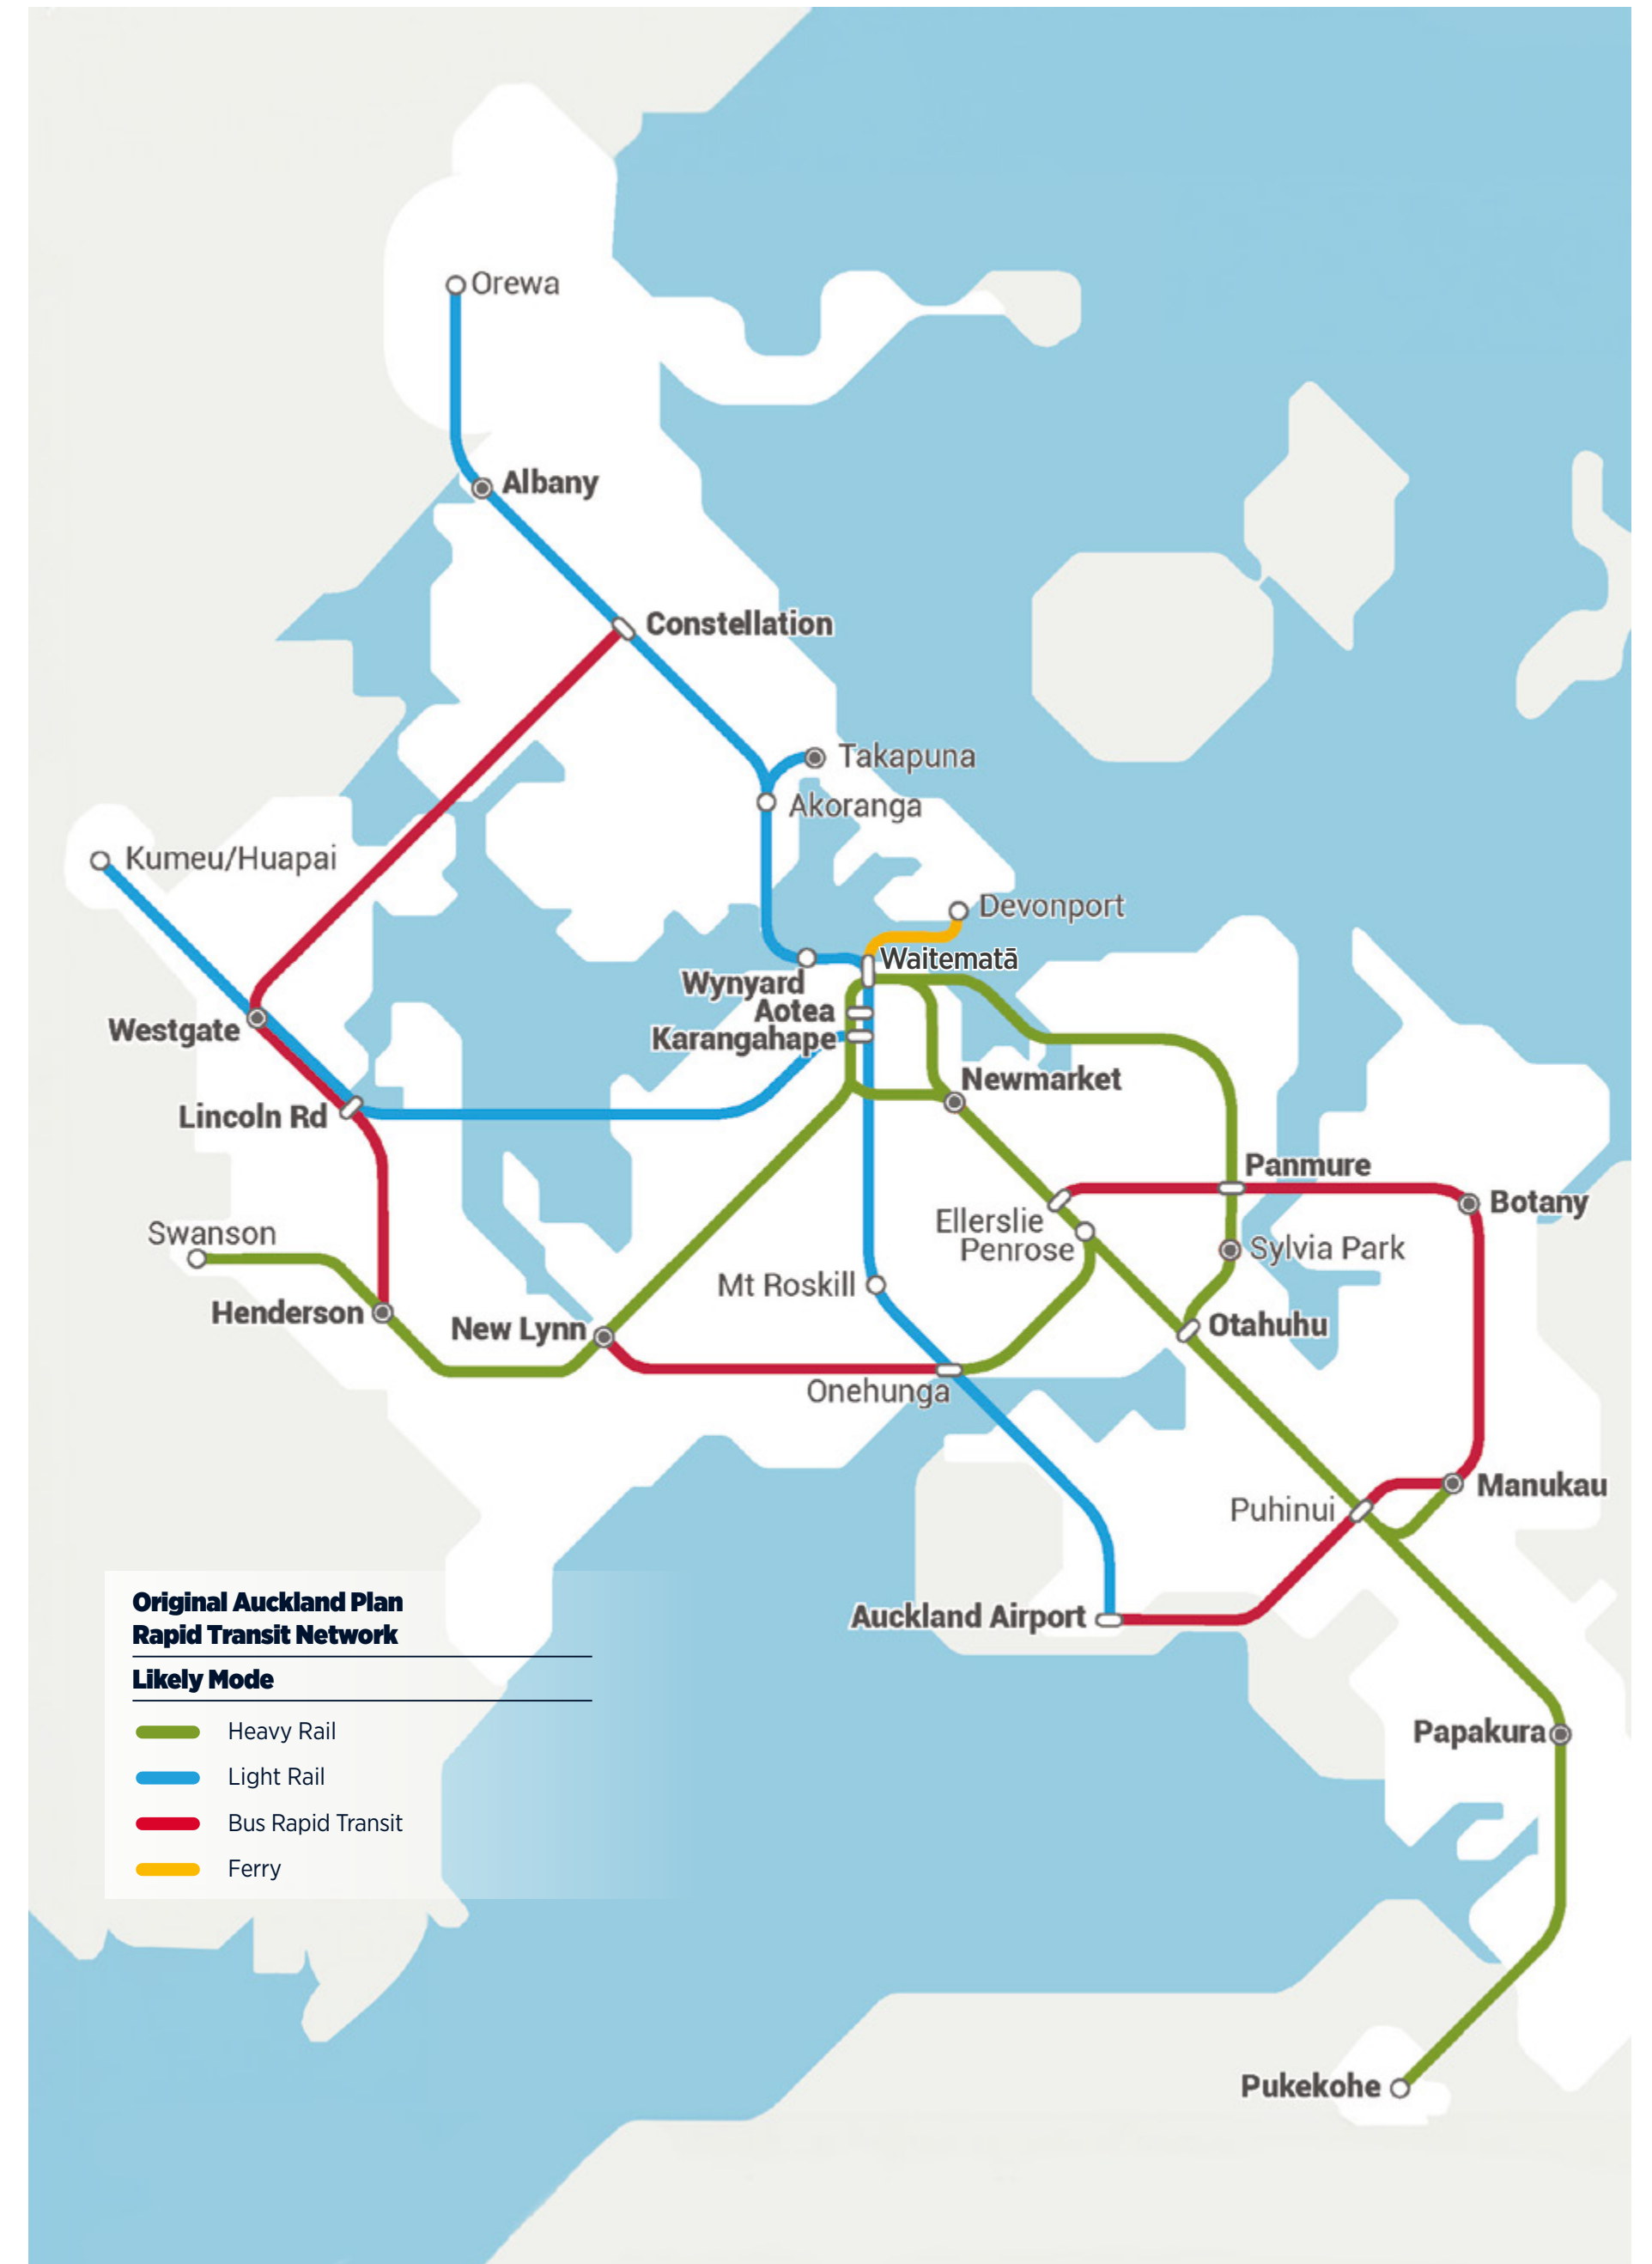 Orewa
Albany
Constellation
Takapuna
Akoranga
Kumeu/Huapai
Devonport
Waitematā
Wynyard
Aotea
Karangahape
Westgate
Newmarket
Lincoln Rd
Panmure
Botany
Ellerslie
Penrose
Sylvia Park
Swanson
Mt Roskill
Henderson
New Lynn
Otahuhu
Onehunga
Manukau
Puhinui
Auckland Airport
Original Auckland Plan
Rapid Transit Network
Likely Mode
Heavy Rail
Light Rail
Bus Rapid Transit
Ferry
Papakura
Pukekohe